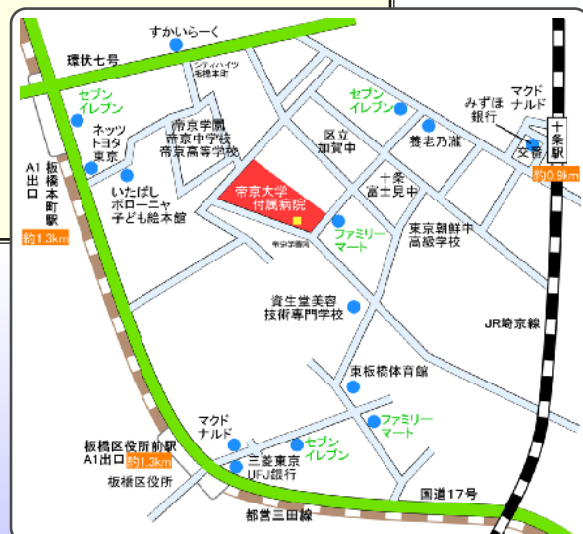 すかいらーく
環状七号
シティハイツ
板橋本町
セブン
イレブン
ネッツ
トヨタ
東京
帝京学園
帝京中学校
帝京高等学校
セブン
イレブン
養老乃瀧
マクド
ナルド
みずほ
銀行
交番
十条駅
約0.9km
区立
加賀中
十条
富士見中
板橋本町駅
A1出口
約1.3km
いたばし
ボローニャ
子ども絵本館
帝京大学
付属病院
ファミリー
マート
東京朝鮮中
高級学校
資生堂美容
技術専門学校
JR埼京線
東板橋体育館
ファミリー
マート
マクド
ナルド
セブン
イレブン
板橋区役所前駅
A1出口
約1.3km
三菱東京
UFJ銀行
板橋区役所
国道17号
都営三田線